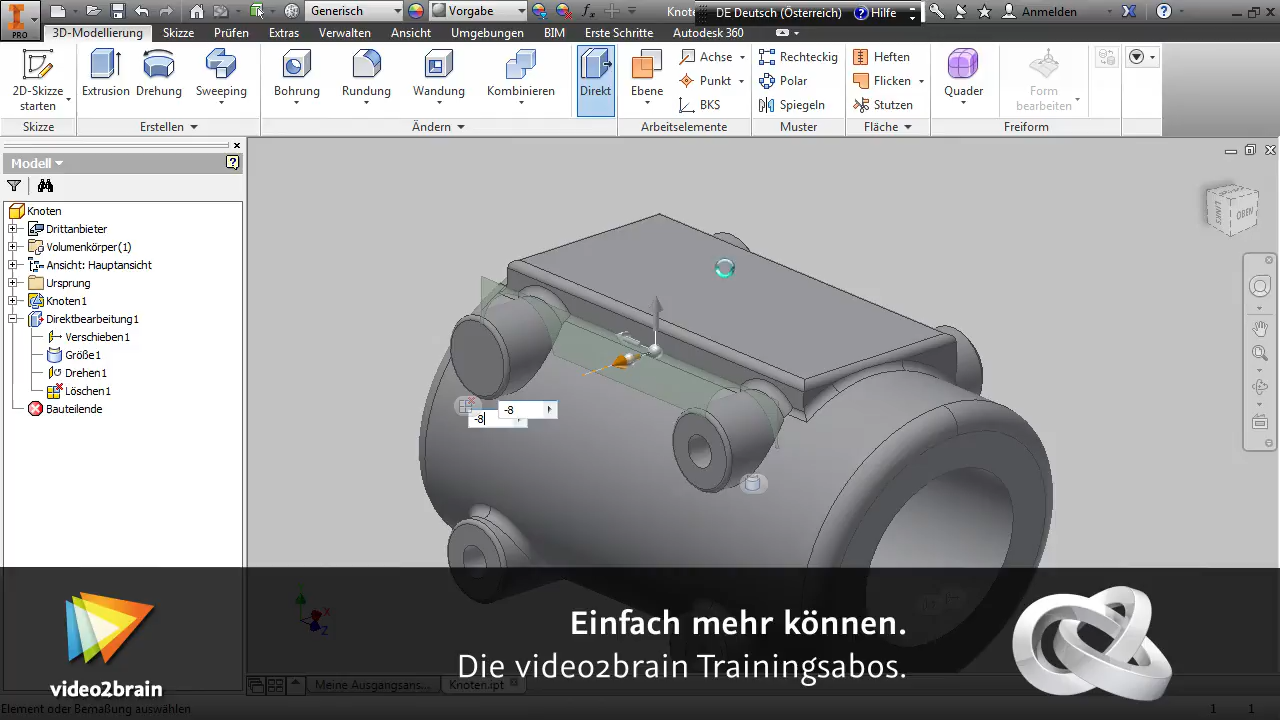 Generisch
Vorgabe
Knote
DE Deutsch (Österreich)
Hilfe
Anmelden
PRO
3D-Modellierung
Skizze
Prüfen
Extras
Verwalten
Ansicht
Umgebungen
BIM
Erste Schritte
Autodesk 360
2D-Skizze
starten
Extrusion
Drehung
Sweeping
Bohrung
Rundung
Wandung
Kombinieren
Direkt
Ebene
Achse
Punkt
BKS
Rechteckig
Polar
Spiegeln
Heften
Flicken
Stutzen
Quader
Form
bearbeiten
Skizze
Erstellen
Ändern
Arbeitselemente
Muster
Fläche
Freiform
Modell
Knoten
Drittanbieter
Volumenkörper(1)
Ansicht: Hauptansicht
Ursprung
Knoten1
Direktbearbeitung1
Verschieben1
Größe1
Drehen1
Löschen1
Bauteilende
LINKS
OBEN
-8
-8
X
Z
Einfach mehr können.
Die video2brain Trainingsabos.
video2brain
Meine Ausgangsans...
Knoten.ipt
Element oder Bemaßung auswählen
1
1